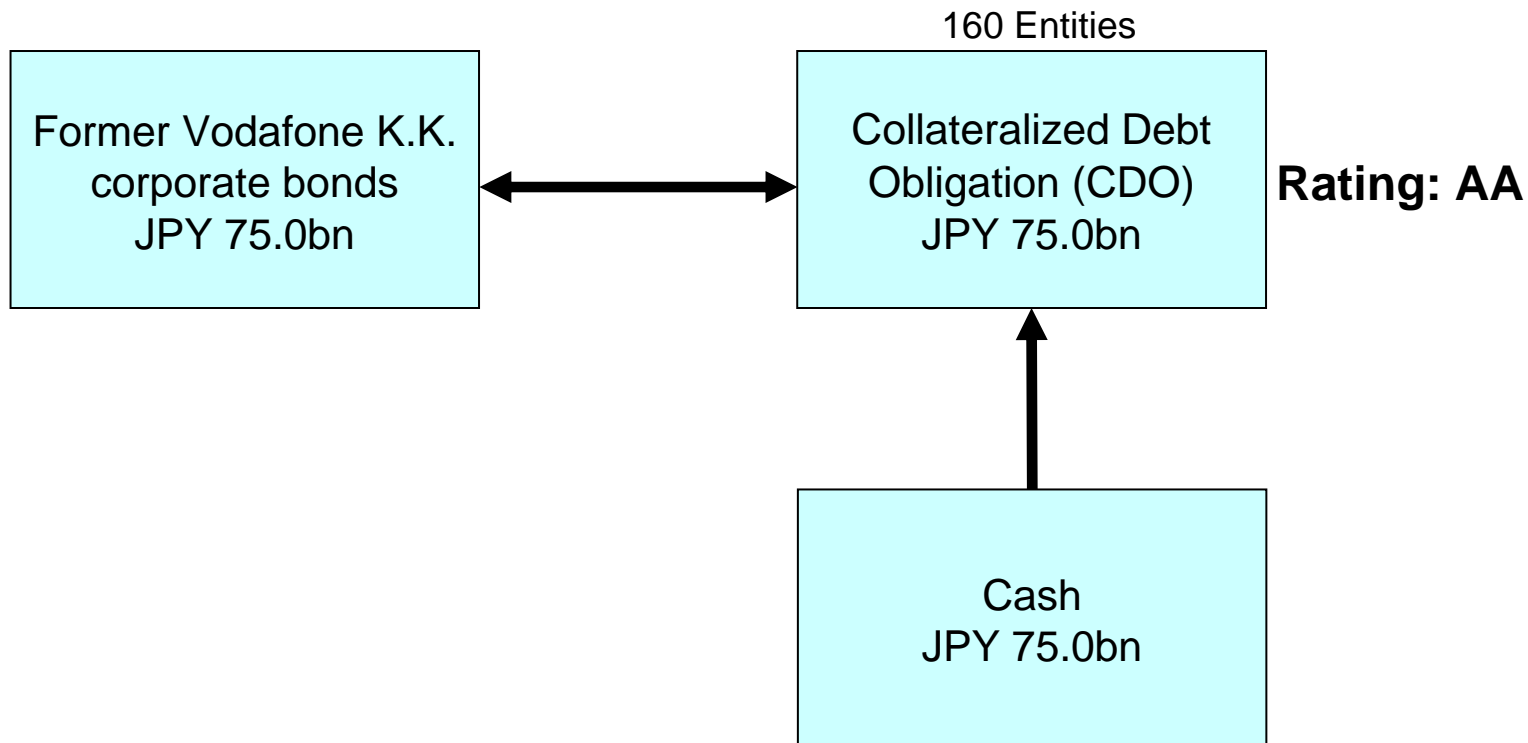 160 Entities
Former Vodafone K.K.
corporate bonds
JPY 75.0bn
Collateralized Debt
Obligation (CDO)
JPY 75.0bn
Rating: AA
Cash
JPY 75.0bn